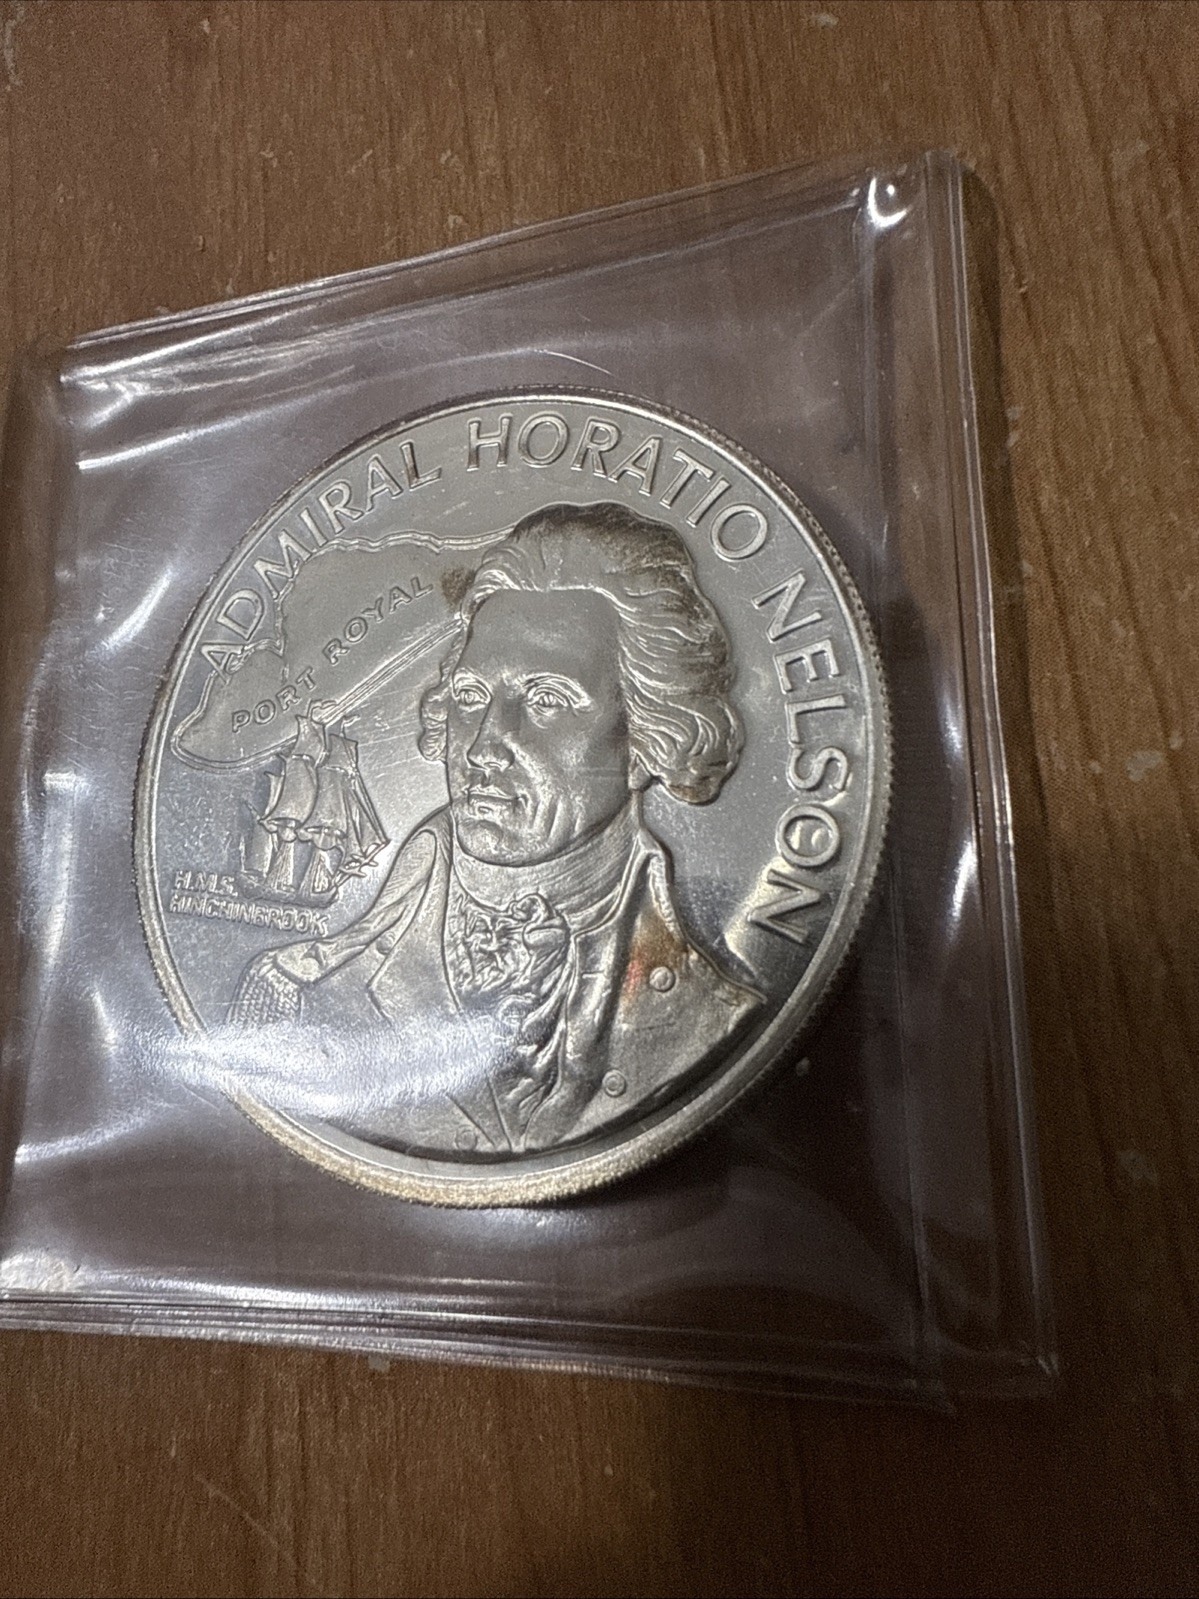 ADMIRAL HORATIO NELSON
PORT ROYAL
H.M.S.
HINCHINBROOK